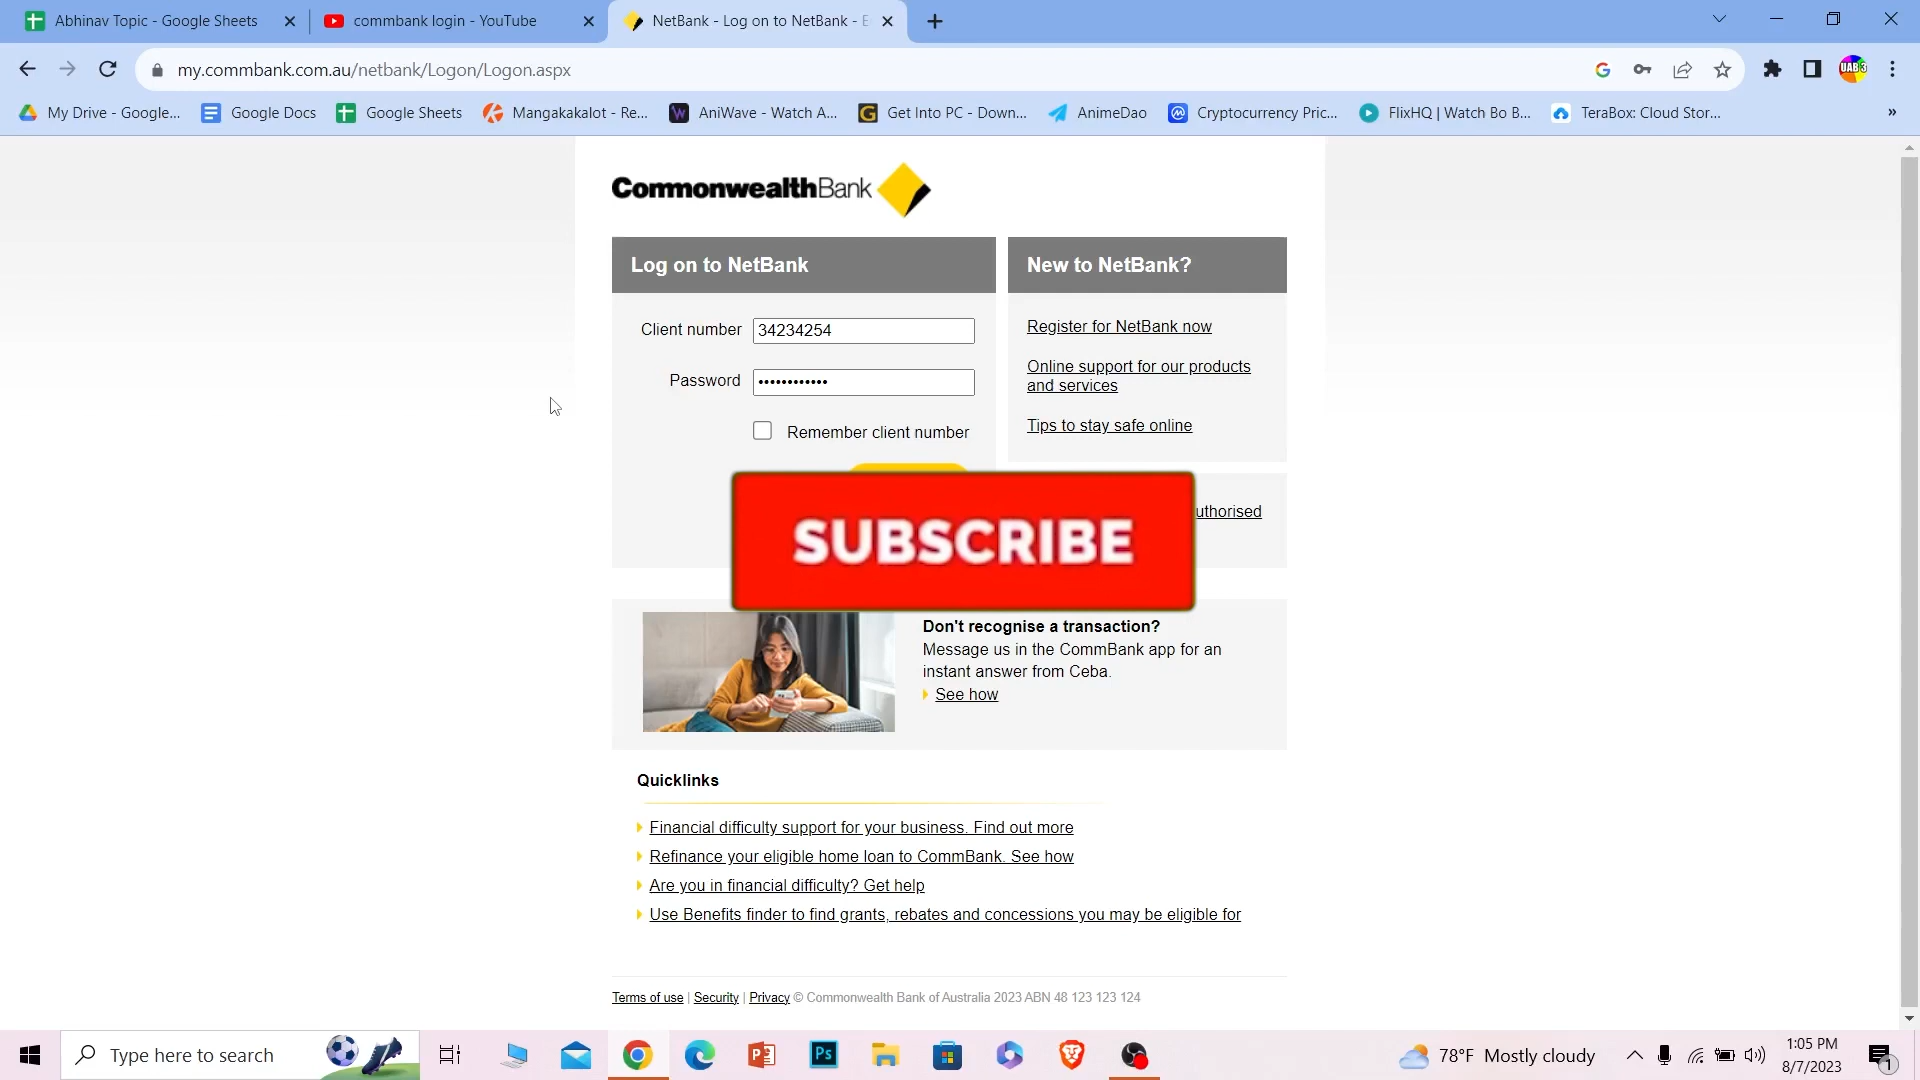 Abhinav Topic - Google Sheets
commbank login - YouTube
NetBank - Log on to NetBank - E
my.commbank.com.au/netbank/Logon/Logon.aspx
UAB 3
My Drive - Google...
Google Docs
Google Sheets
Mangakakalot - Re...
AniWave - Watch A...
Get Into PC - Down...
AnimeDao
Cryptocurrency Pric...
FlixHQ | Watch Bo B...
TeraBox: Cloud Stor...
»
CommonwealthBank
Log on to NetBank
New to NetBank?
Client number 34234254
Password ••••••••••••
Remember client number
Register for NetBank now
Online support for our products
and services
Tips to stay safe online
uthorised
SUBSCRIBE
Don't recognise a transaction?
Message us in the CommBank app for an
instant answer from Ceba.
See how
Quicklinks
Financial difficulty support for your business. Find out more
Refinance your eligible home loan to CommBank. See how
Are you in financial difficulty? Get help
Use Benefits finder to find grants, rebates and concessions you may be eligible for
Terms of use | Security | Privacy © Commonwealth Bank of Australia 2023 ABN 48 123 123 124
Type here to search
Ps
78°F Mostly cloudy
1:05 PM
8/7/2023
1